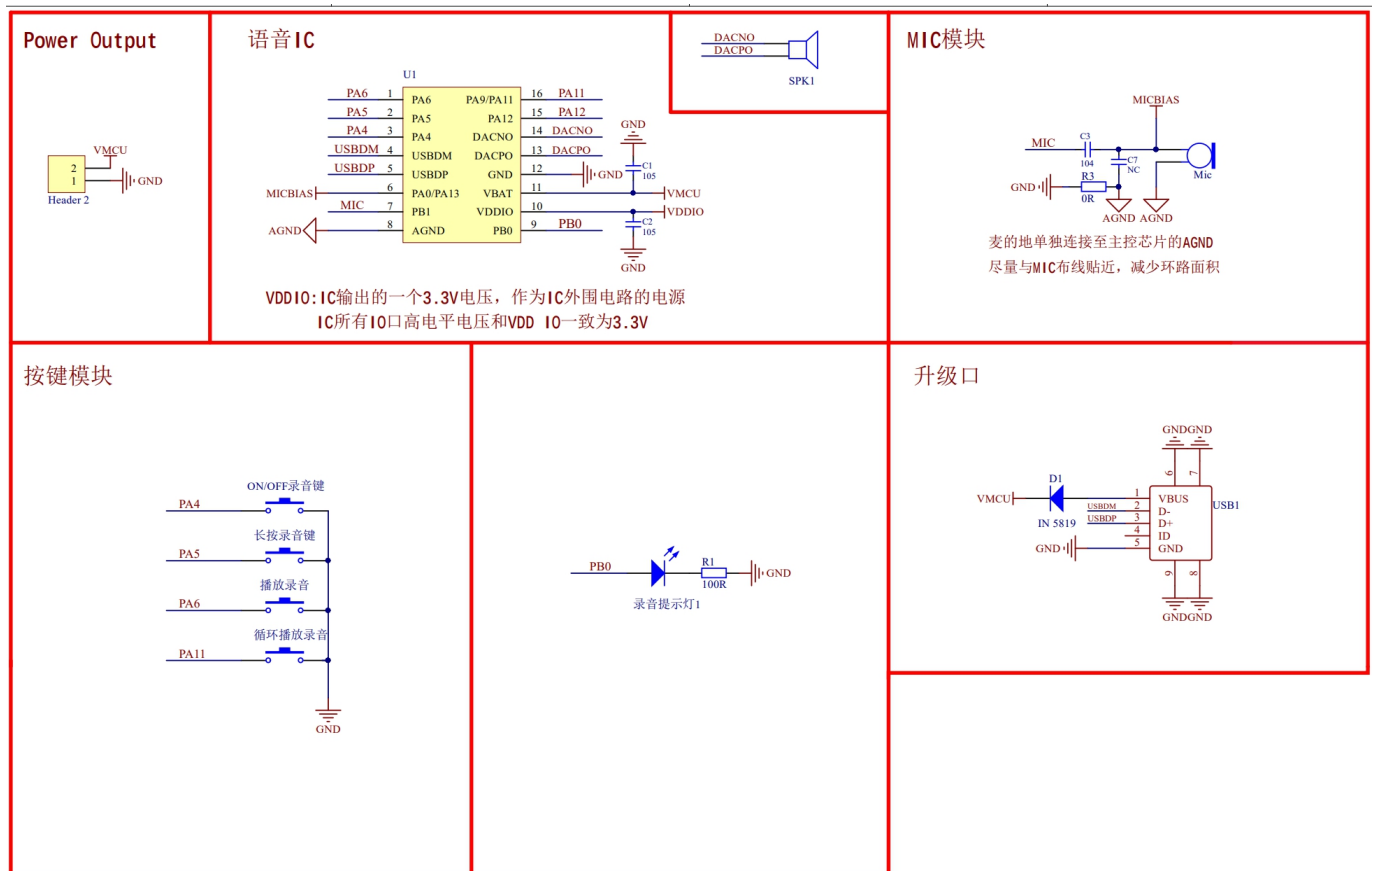 Power Output
VMCU
2
1
GND
Header 2
语音IC
U1
PA6 1 PA6 PA9/PA11 16 PA11
PA5 2 PA5 PA12 15 PA12
PA4 3 PA4 DACNO 14 DACNO
USBDM 4 USBDM DACPO 13 DACPO
USBDP 5 USBDP GND 12 GND
MICBIAS 6 PA0/PA13 VBAT 11 VMCU
MIC 7 PB1 VDDIO 10 VDDIO
AGND 8 AGND PB0 9 PB0
GND
C1
105
C2
105
GND
VDDIO:IC输出的一个3.3V电压，作为IC外围电路的电源
IC所有IO口高电平电压和VDD IO一致为3.3V
DACNO
DACPO
SPK1
MIC模块
MICBIAS
MIC
C3
104
C7
NC
Mic
GND
R3
0R
AGND AGND
麦的地单独连接至主控芯片的AGND
尽量与MIC布线贴近，减少环路面积
按键模块
ON/OFF录音键
PA4
长按录音键
PA5
播放录音
PA6
循环播放录音
PA11
GND
PB0
R1
100R
GND
录音提示灯1
升级口
GNDGND
6 7
D1
VMCU
IN 5819
1 VBUS
USBDM 2 D-
USBDP 3 D+
4 ID
GND 5 GND
USB1
9 8
GNDGND